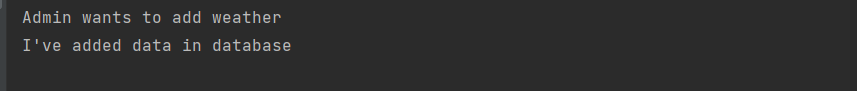 Admin wants to add weather
I've added data in database